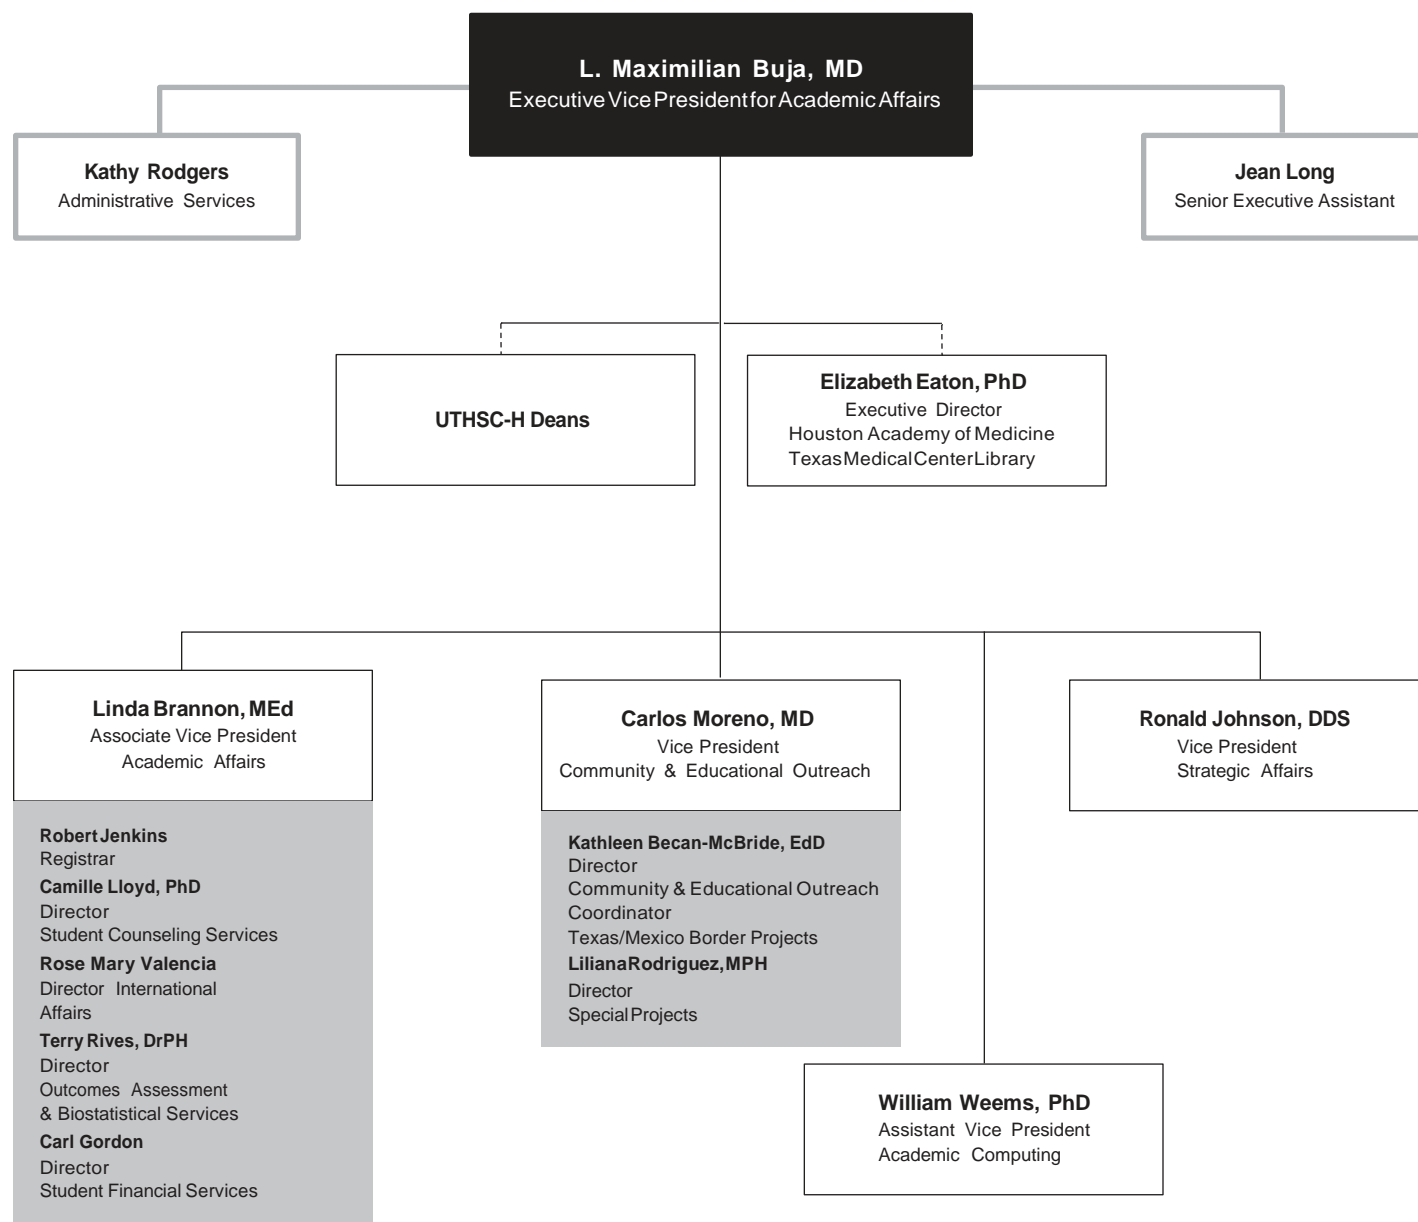 L. Maximilian Buja, MD
Executive Vice President for Academic Affairs
Kathy Rodgers
Administrative Services
Jean Long
Senior Executive Assistant
UTHSC-H Deans
Elizabeth Eaton, PhD
Executive Director
Houston Academy of Medicine
Texas Medical Center Library
Linda Brannon, MEd
Associate Vice President
Academic Affairs
Robert Jenkins
Registrar
Camille Lloyd, PhD
Director
Student Counseling Services
Rose Mary Valencia
Director International
Affairs
Terry Rives, DrPH
Director
Outcomes Assessment
& Biostatistical Services
Carl Gordon
Director
Student Financial Services
Carlos Moreno, MD
Vice President
Community & Educational Outreach
Kathleen Becan-McBride, EdD
Director
Community & Educational Outreach
Coordinator
Texas/Mexico Border Projects
Liliana Rodriguez, MPH
Director
Special Projects
William Weems, PhD
Assistant Vice President
Academic Computing
Ronald Johnson, DDS
Vice President
Strategic Affairs